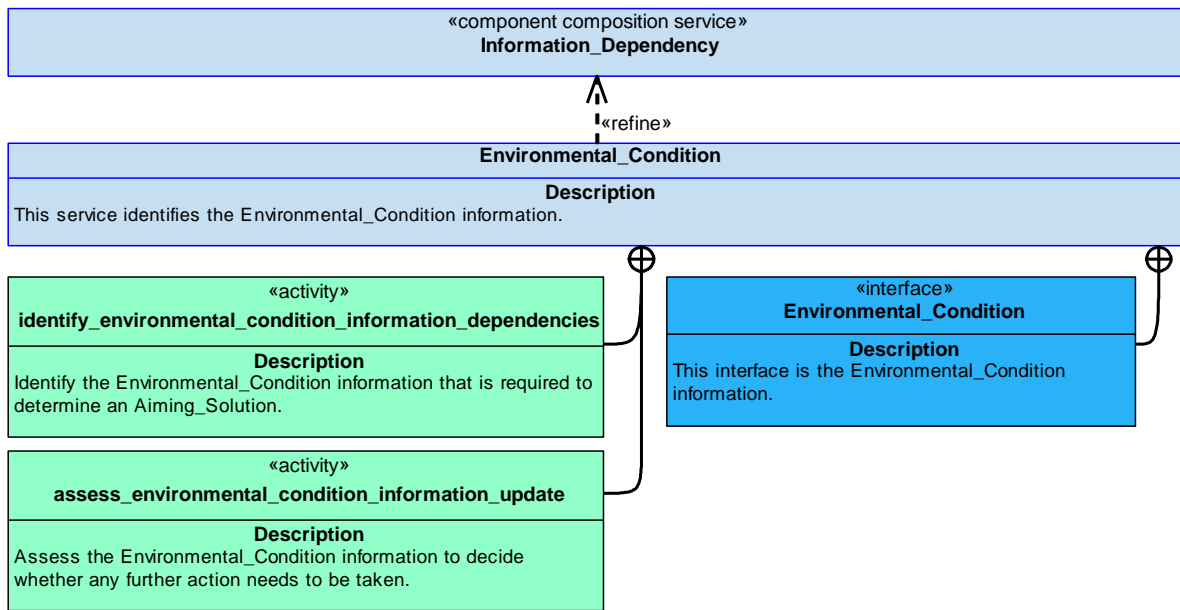 «component composition service»
Information_Dependency
«refine»
Environmental_Condition
Description
This service identifies the Environmental_Condition information.
«activity»
identify_environmental_condition_information_dependencies
Description
Identify the Environmental_Condition information that is required to
determine an Aiming_Solution.
«interface»
Environmental_Condition
Description
This interface is the Environmental_Condition
information.
«activity»
assess_environmental_condition_information_update
Description
Assess the Environmental_Condition information to decide
whether any further action needs to be taken.